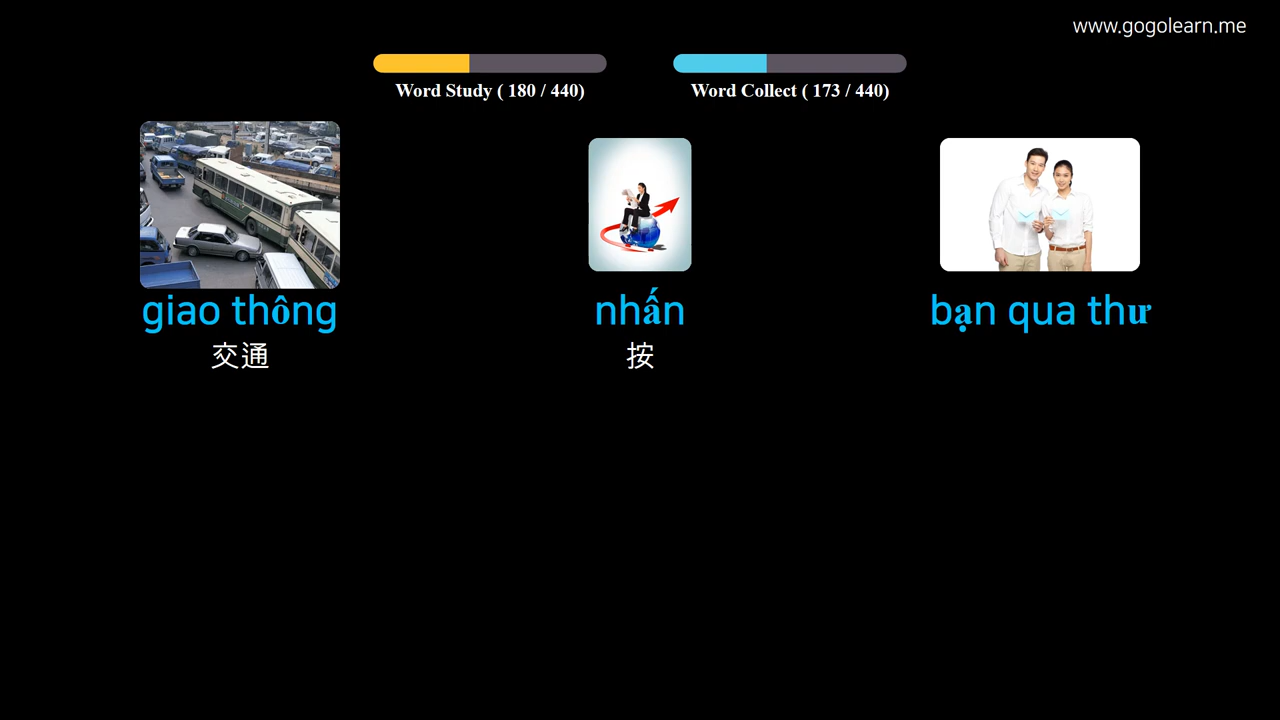 www.gogolearn.me
Word Study ( 180 / 440)
Word Collect ( 173 / 440)
giao thông
nhấn
bạn qua thư
交通
按